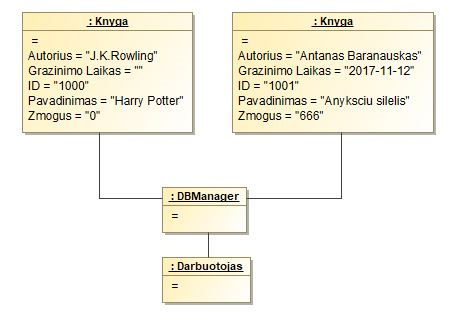 : Knyga
=
Autorius = "J.K.Rowling"
Grazinimo Laikas = ""
ID = "1000"
Pavadinimas = "Harry Potter"
Zmogus = "0"
: Knyga
=
Autorius = "Antanas Baranauskas"
Grazinimo Laikas = "2017-11-12"
ID = "1001"
Pavadinimas = "Anyksciu silelis"
Zmogus = "666"
: DBManager
=
: Darbuotojas
=